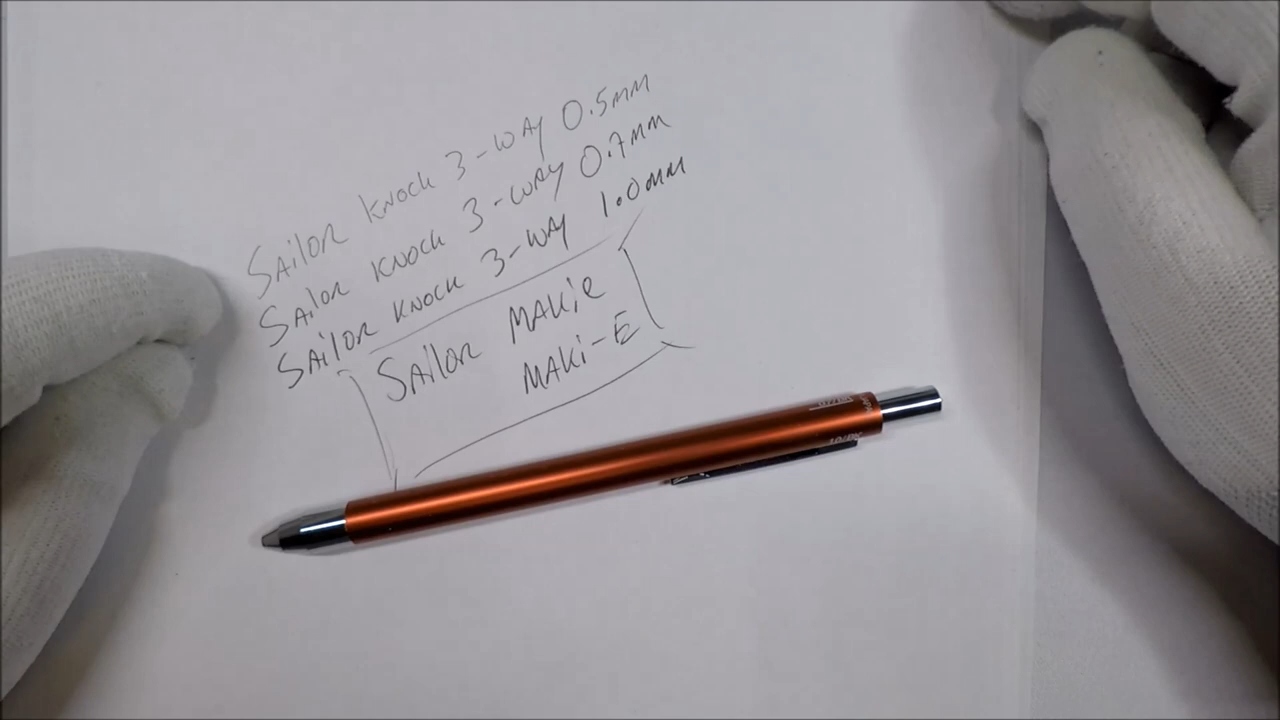 SAilOR KNOCK 3-WAY 0.5MM
SAilOR KNOCK 3-WAY 0.7MM
SAilOR KNOCK 3-WAY 1.0MM
SAilOR MAKiE
MAKi-E